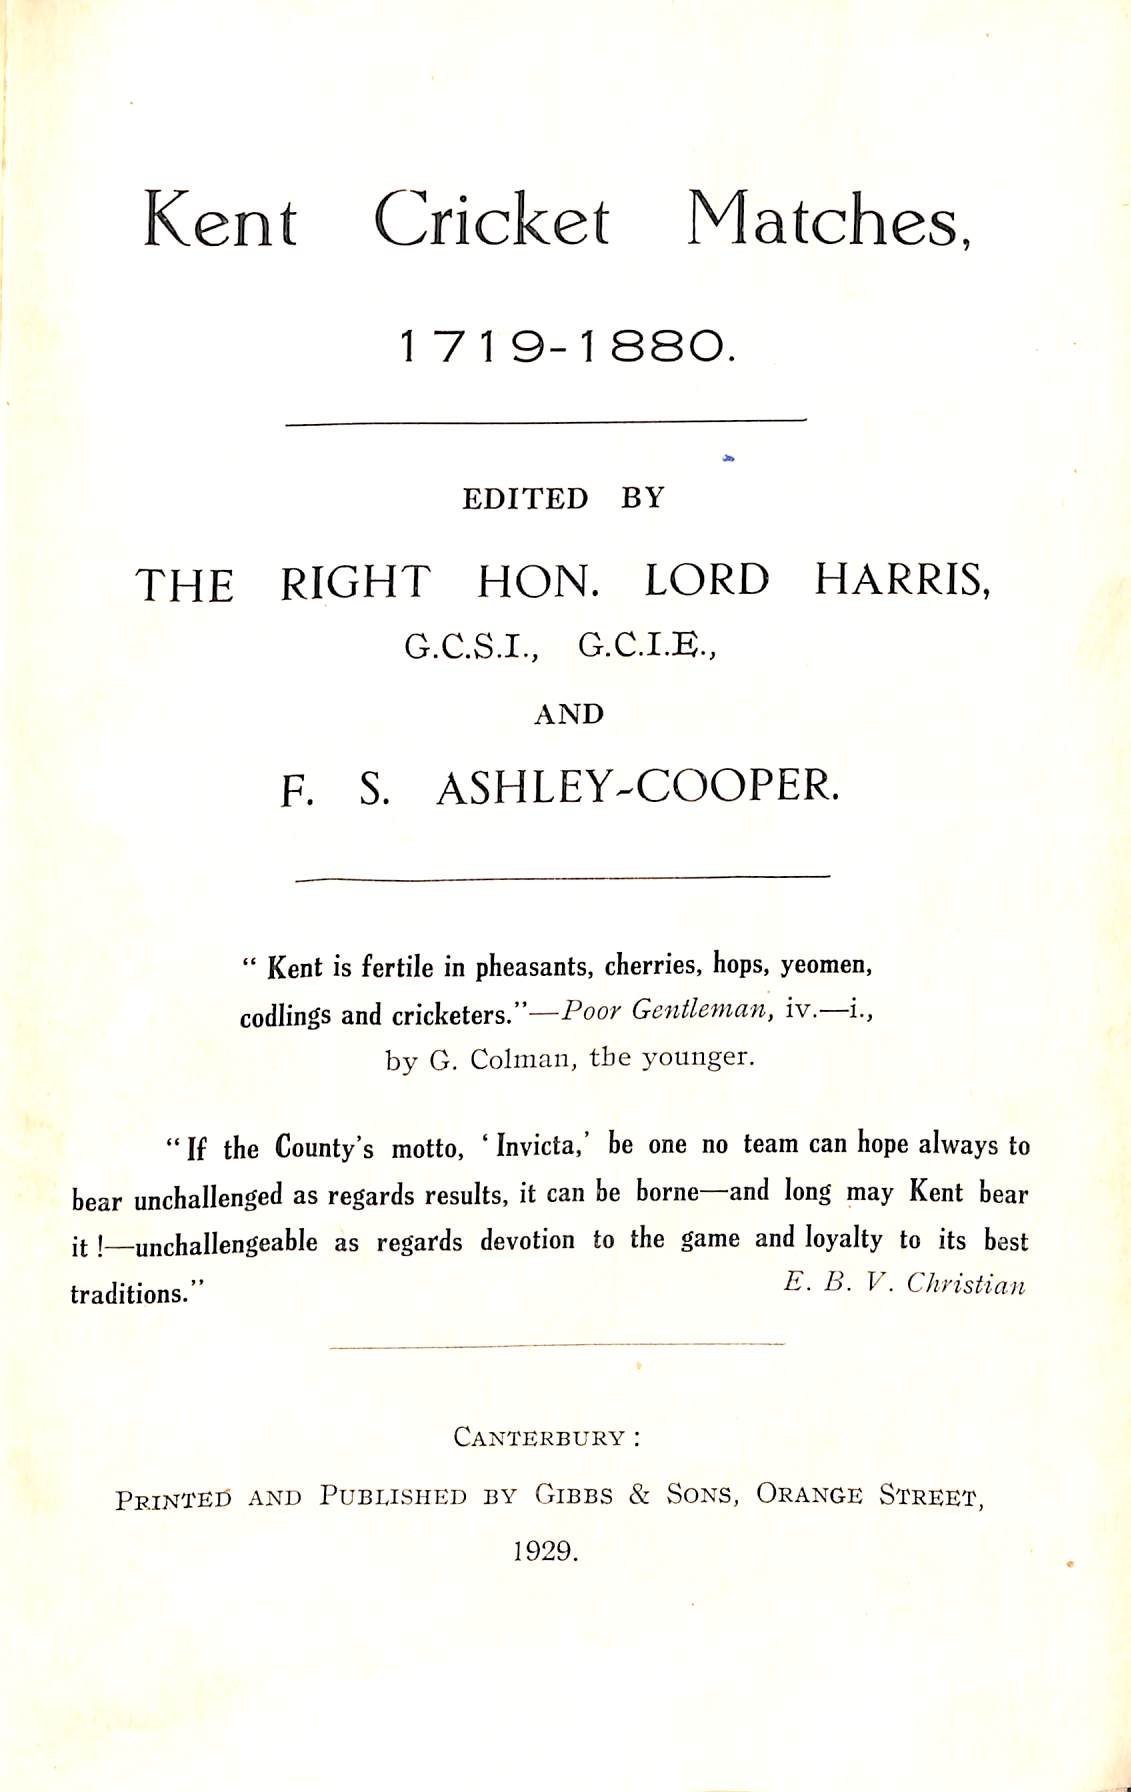 Kent Cricket Matches,
1719-1880.
EDITED BY
THE RIGHT HON. LORD HARRIS,
G.C.S.I., G.C.I.E.,
AND
F. S. ASHLEY-COOPER.
“ Kent is fertile in pheasants, cherries, hops, yeomen,
codlings and cricketers.”—Poor Gentleman, iv.—i.,
by G. Colman, the younger.
“If the County’s motto, ‘Invicta,’ be one no team can hope always to
bear unchallenged as regards results, it can be borne—and long may Kent bear
it !—unchallengeable as regards devotion to the game and loyalty to its best
traditions.” E. B. V. Christian
CANTERBURY :
PRINTED AND PUBLISHED BY GIBBS & SONS, ORANGE STREET,
1929.